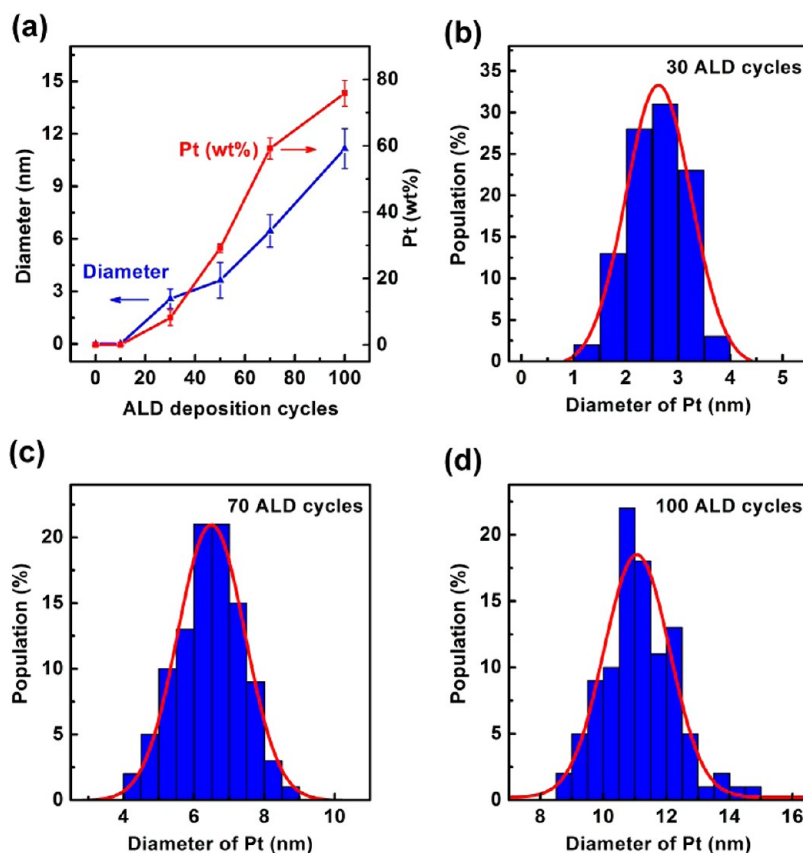 (a)
15
12
9
6
3
0
Diameter (nm)
80
60
40
20
0
Pt (wt%)
Pt (wt%)
Diameter
0 20 40 60 80 100
ALD deposition cycles
(b)
30 ALD cycles
35
30
25
20
15
10
5
0
Population (%)
0 1 2 3 4 5
Diameter of Pt (nm)
(c)
70 ALD cycles
20
15
10
5
0
Population (%)
4 6 8 10
Diameter of Pt (nm)
(d)
100 ALD cycles
20
15
10
5
0
Population (%)
8 10 12 14 16
Diameter of Pt (nm)